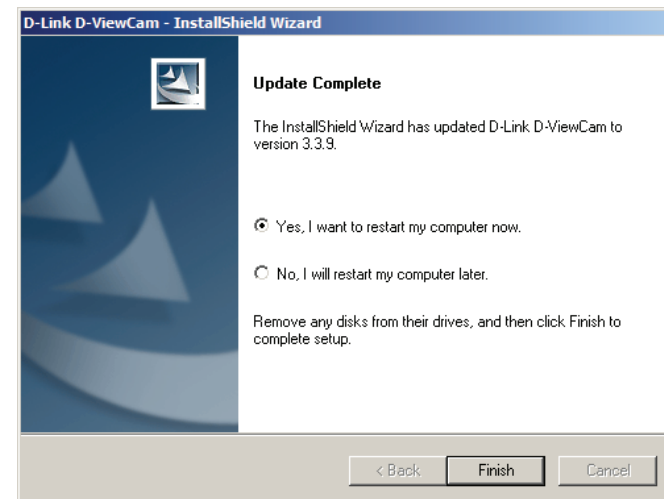 D-Link D-ViewCam - InstallShield Wizard
Update Complete
The InstallShield Wizard has updated D-Link D-ViewCam to
version 3.3.9.
Yes, I want to restart my computer now.
No, I will restart my computer later.
Remove any disks from their drives, and then click Finish to
complete setup.
< Back Finish Cancel